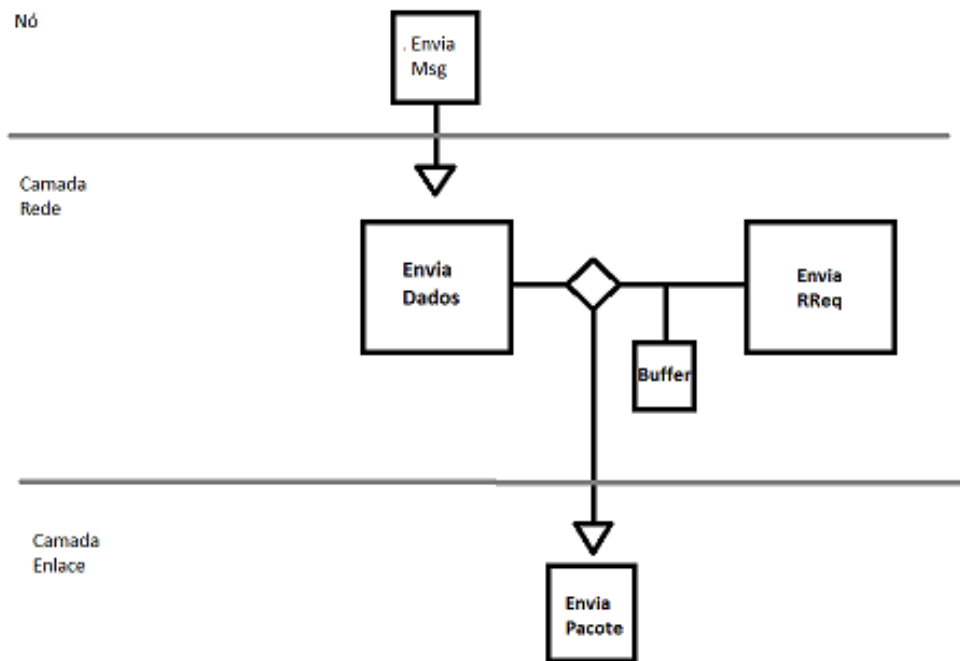 Nó
. Envia
Msg
Camada
Rede
Envia
Dados
Envia
RReq
Buffer
Camada
Enlace
Envia
Pacote